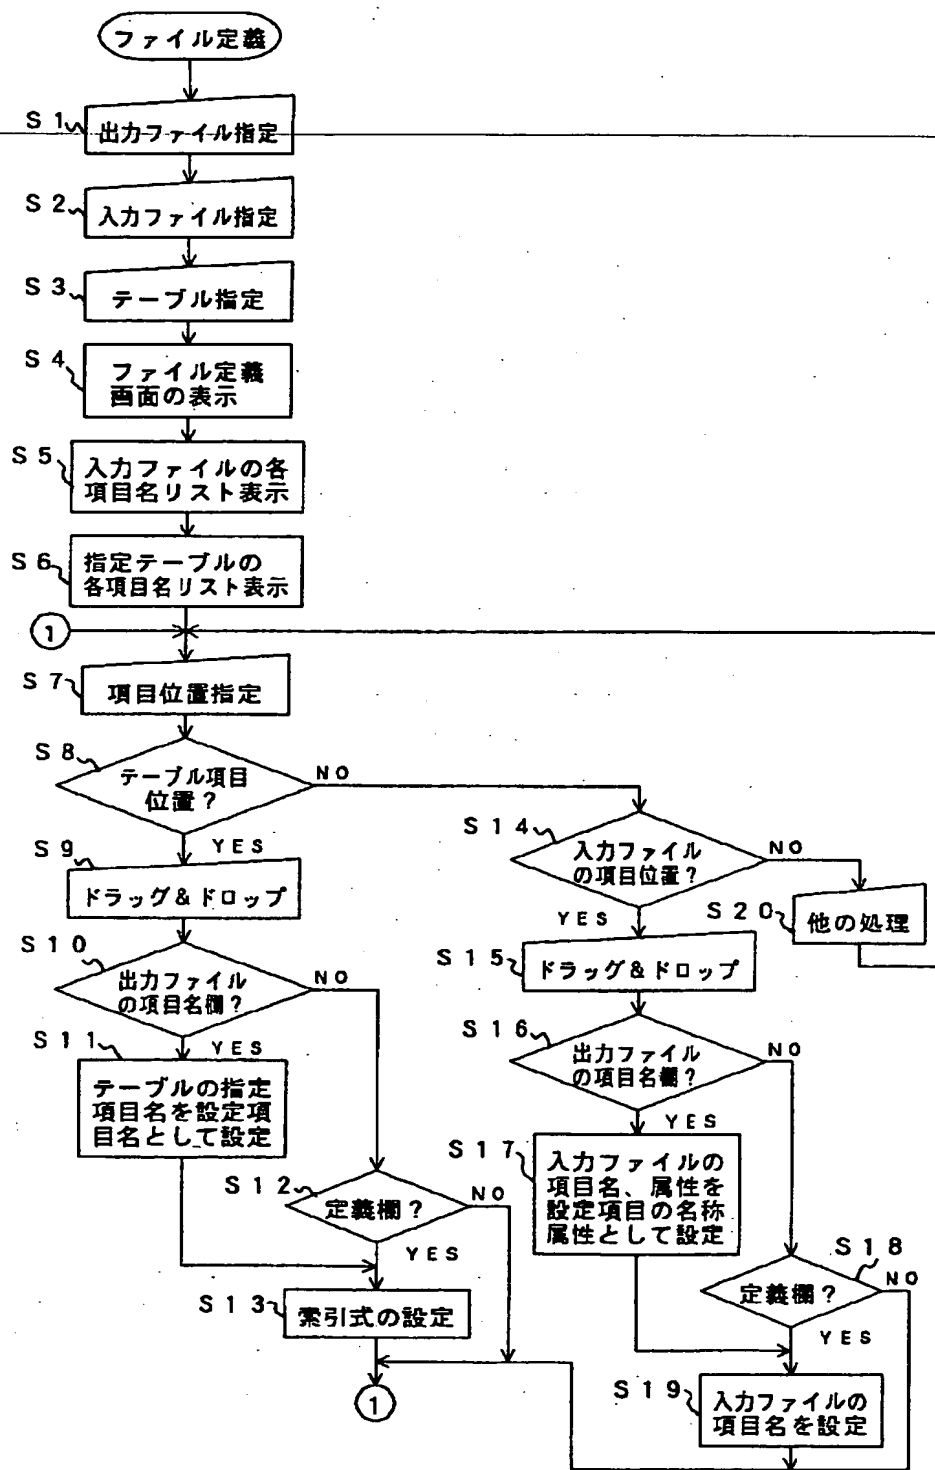 ファイル定義
S1
出力ファイル指定
S2
入力ファイル指定
S3
テーブル指定
S4
ファイル定義
画面の表示
S5
入力ファイルの各
項目名リスト表示
S6
指定テーブルの
各項目名リスト表示
1
S7
項目位置指定
S8
テーブル項目
位置?
NO
YES
S9
ドラッグ&ドロップ
S10
出力ファイル
の項目名欄?
NO
YES
S11
テーブルの指定
項目名を設定項
目名として設定
S12
定義欄?
NO
YES
S13
索引式の設定
1
S14
入力ファイル
の項目位置?
NO
YES
S20
他の処理
S15
ドラッグ&ドロップ
S16
出力ファイル
の項目名欄?
NO
YES
S17
入力ファイルの
項目名、属性を
設定項目の名称
属性として設定
S18
定義欄?
NO
YES
S19
入力ファイルの
項目名を設定